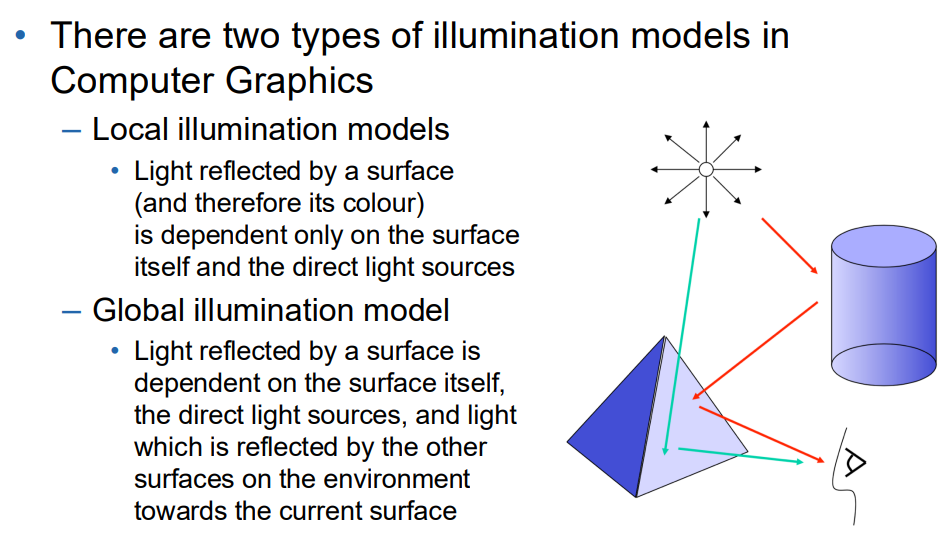 • There are two types of illumination models in
Computer Graphics
– Local illumination models
• Light reflected by a surface
(and therefore its colour)
is dependent only on the surface
itself and the direct light sources
– Global illumination model
• Light reflected by a surface is
dependent on the surface itself,
the direct light sources, and light
which is reflected by the other
surfaces on the environment
towards the current surface